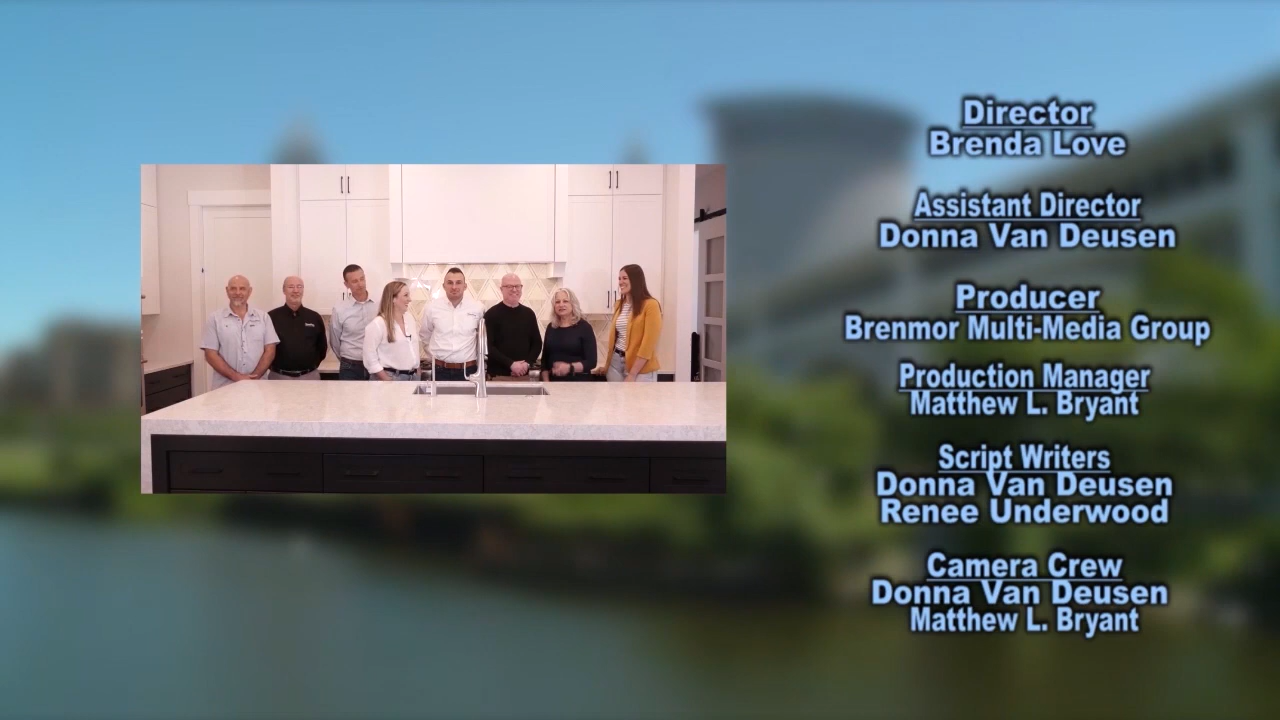 Director
Brenda Love
Assistant Director
Donna Van Deusen
Producer
Brenmor Multi-Media Group
Production Manager
Matthew L. Bryant
Script Writers
Donna Van Deusen
Renee Underwood
Camera Crew
Donna Van Deusen
Matthew L. Bryant